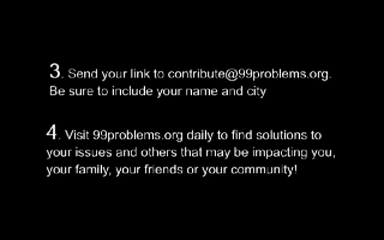 3. Send your link to contribute@99problems.org.
Be sure to include your name and city
4. Visit 99problems.org daily to find solutions to
your issues and others that may be impacting you,
your family, your friends or your community!